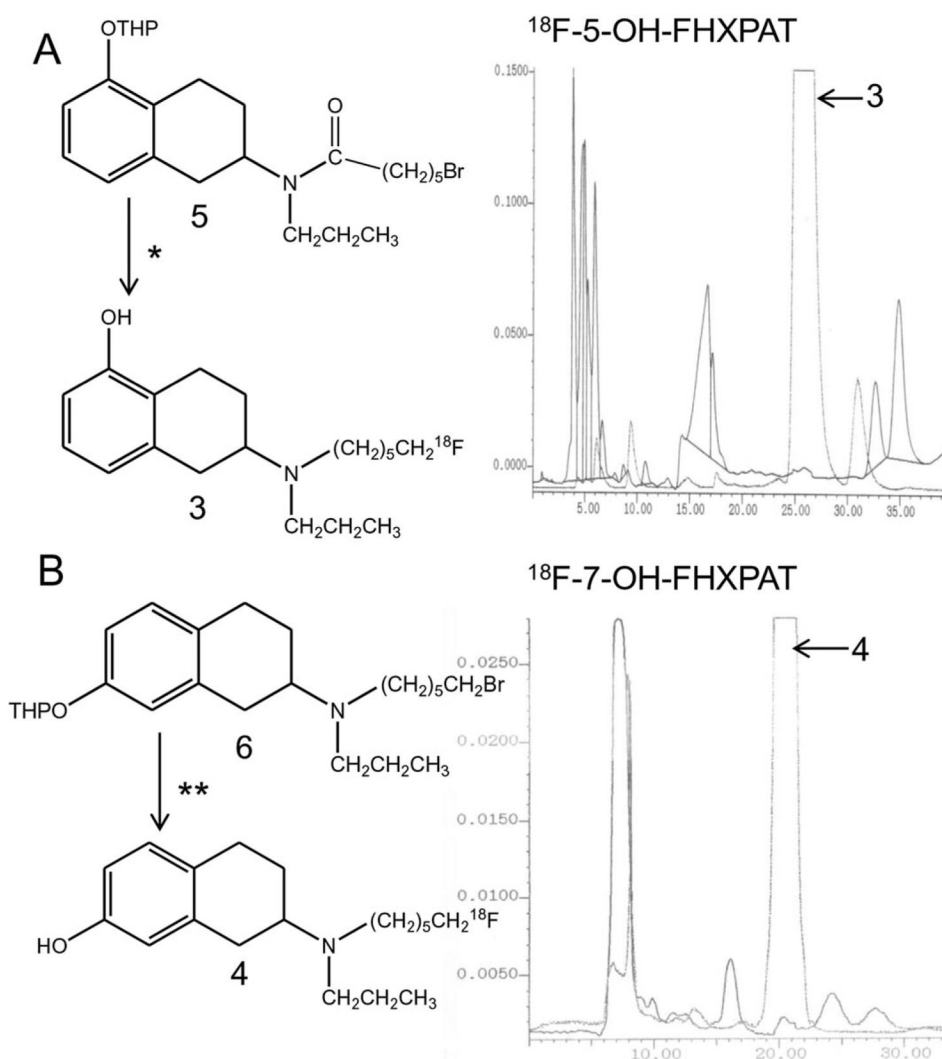 A
OTHP
O
C
(CH₂)₅Br
N
5
CH₂CH₂CH₃
*
OH
N
(CH₂)₅CH₂¹⁸F
3
CH₂CH₂CH₃
¹⁸F-5-OH-FHXPAT
0.1500
3
0.1000
0.0500
0.0000
5.00 10.00 15.00 20.00 25.00 30.00 35.00
B
THPO
N
(CH₂)₅CH₂Br
6
CH₂CH₂CH₃
**
HO
N
(CH₂)₅CH₂¹⁸F
4
CH₂CH₂CH₃
¹⁸F-7-OH-FHXPAT
0.0250
4
0.0200
0.0150
0.0100
0.0050
10.00 20.00 30.00